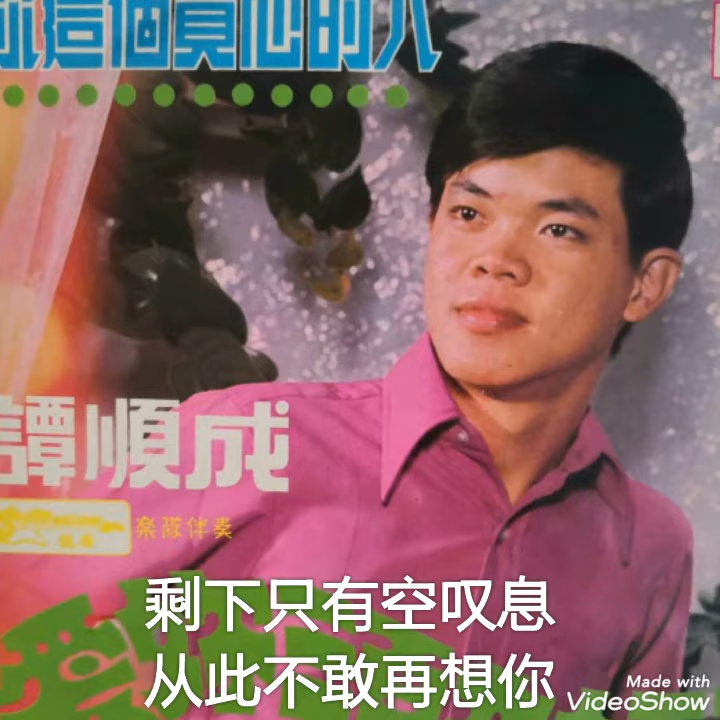 這個負心的人
譚順成
楽隊伴奏
剩下只有空叹息
从此不敢再想你
Made with
VideoShow